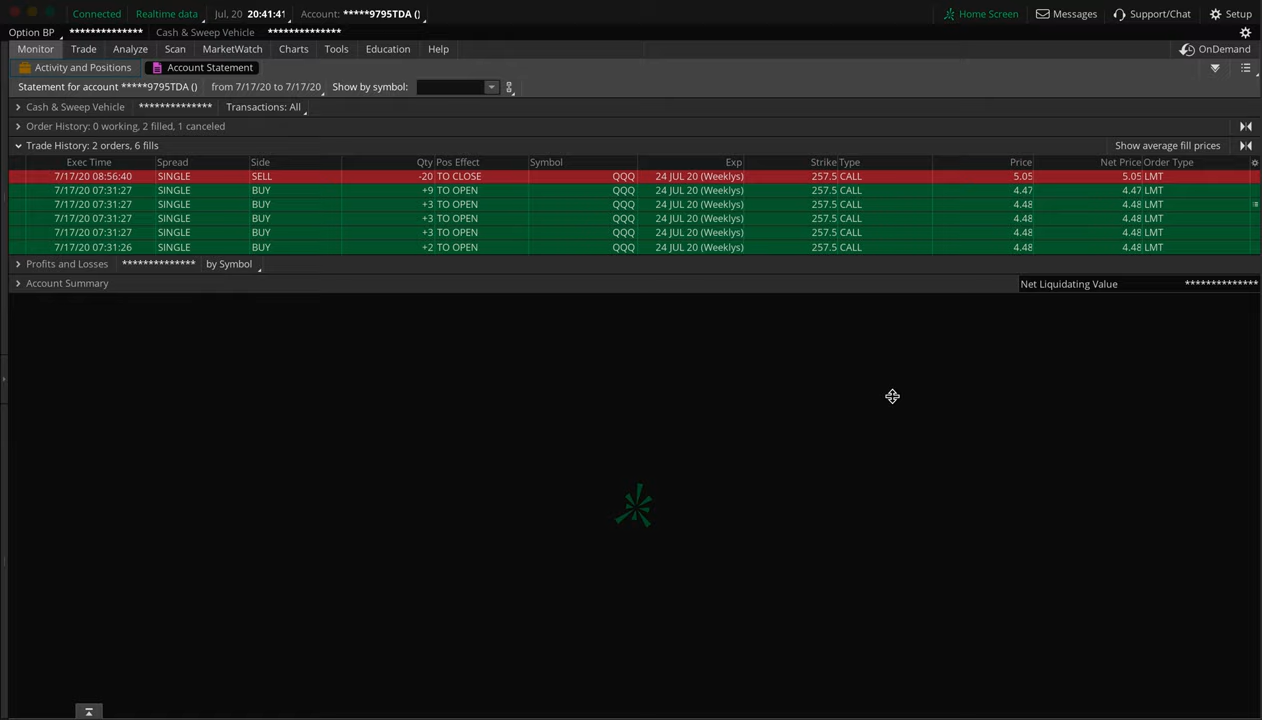 Connected Realtime data Jul, 20 20:41:41 Account: *****9795TDA () Home Screen Messages Support/Chat Setup
Option BP ************** Cash & Sweep Vehicle **************
Monitor Trade Analyze Scan MarketWatch Charts Tools Education Help OnDemand
Activity and Positions Account Statement
Statement for account *****9795TDA () from 7/17/20 to 7/17/20 Show by symbol:
Cash & Sweep Vehicle ************** Transactions: All
Order History: 0 working, 2 filled, 1 canceled
Trade History: 2 orders, 6 fills Show average fill prices
Exec Time Spread Side Qty Pos Effect Symbol Exp Strike Type Price Net Price Order Type
7/17/20 08:56:40 SINGLE SELL -20 TO CLOSE QQQ 24 JUL 20 (Weeklys) 257.5 CALL 5.05 5.05 LMT
7/17/20 07:31:27 SINGLE BUY +9 TO OPEN QQQ 24 JUL 20 (Weeklys) 257.5 CALL 4.47 4.47 LMT
7/17/20 07:31:27 SINGLE BUY +3 TO OPEN QQQ 24 JUL 20 (Weeklys) 257.5 CALL 4.48 4.48 LMT
7/17/20 07:31:27 SINGLE BUY +3 TO OPEN QQQ 24 JUL 20 (Weeklys) 257.5 CALL 4.48 4.48 LMT
7/17/20 07:31:27 SINGLE BUY +3 TO OPEN QQQ 24 JUL 20 (Weeklys) 257.5 CALL 4.48 4.48 LMT
7/17/20 07:31:26 SINGLE BUY +2 TO OPEN QQQ 24 JUL 20 (Weeklys) 257.5 CALL 4.48 4.48 LMT
Profits and Losses ************** by Symbol
Account Summary Net Liquidating Value **************